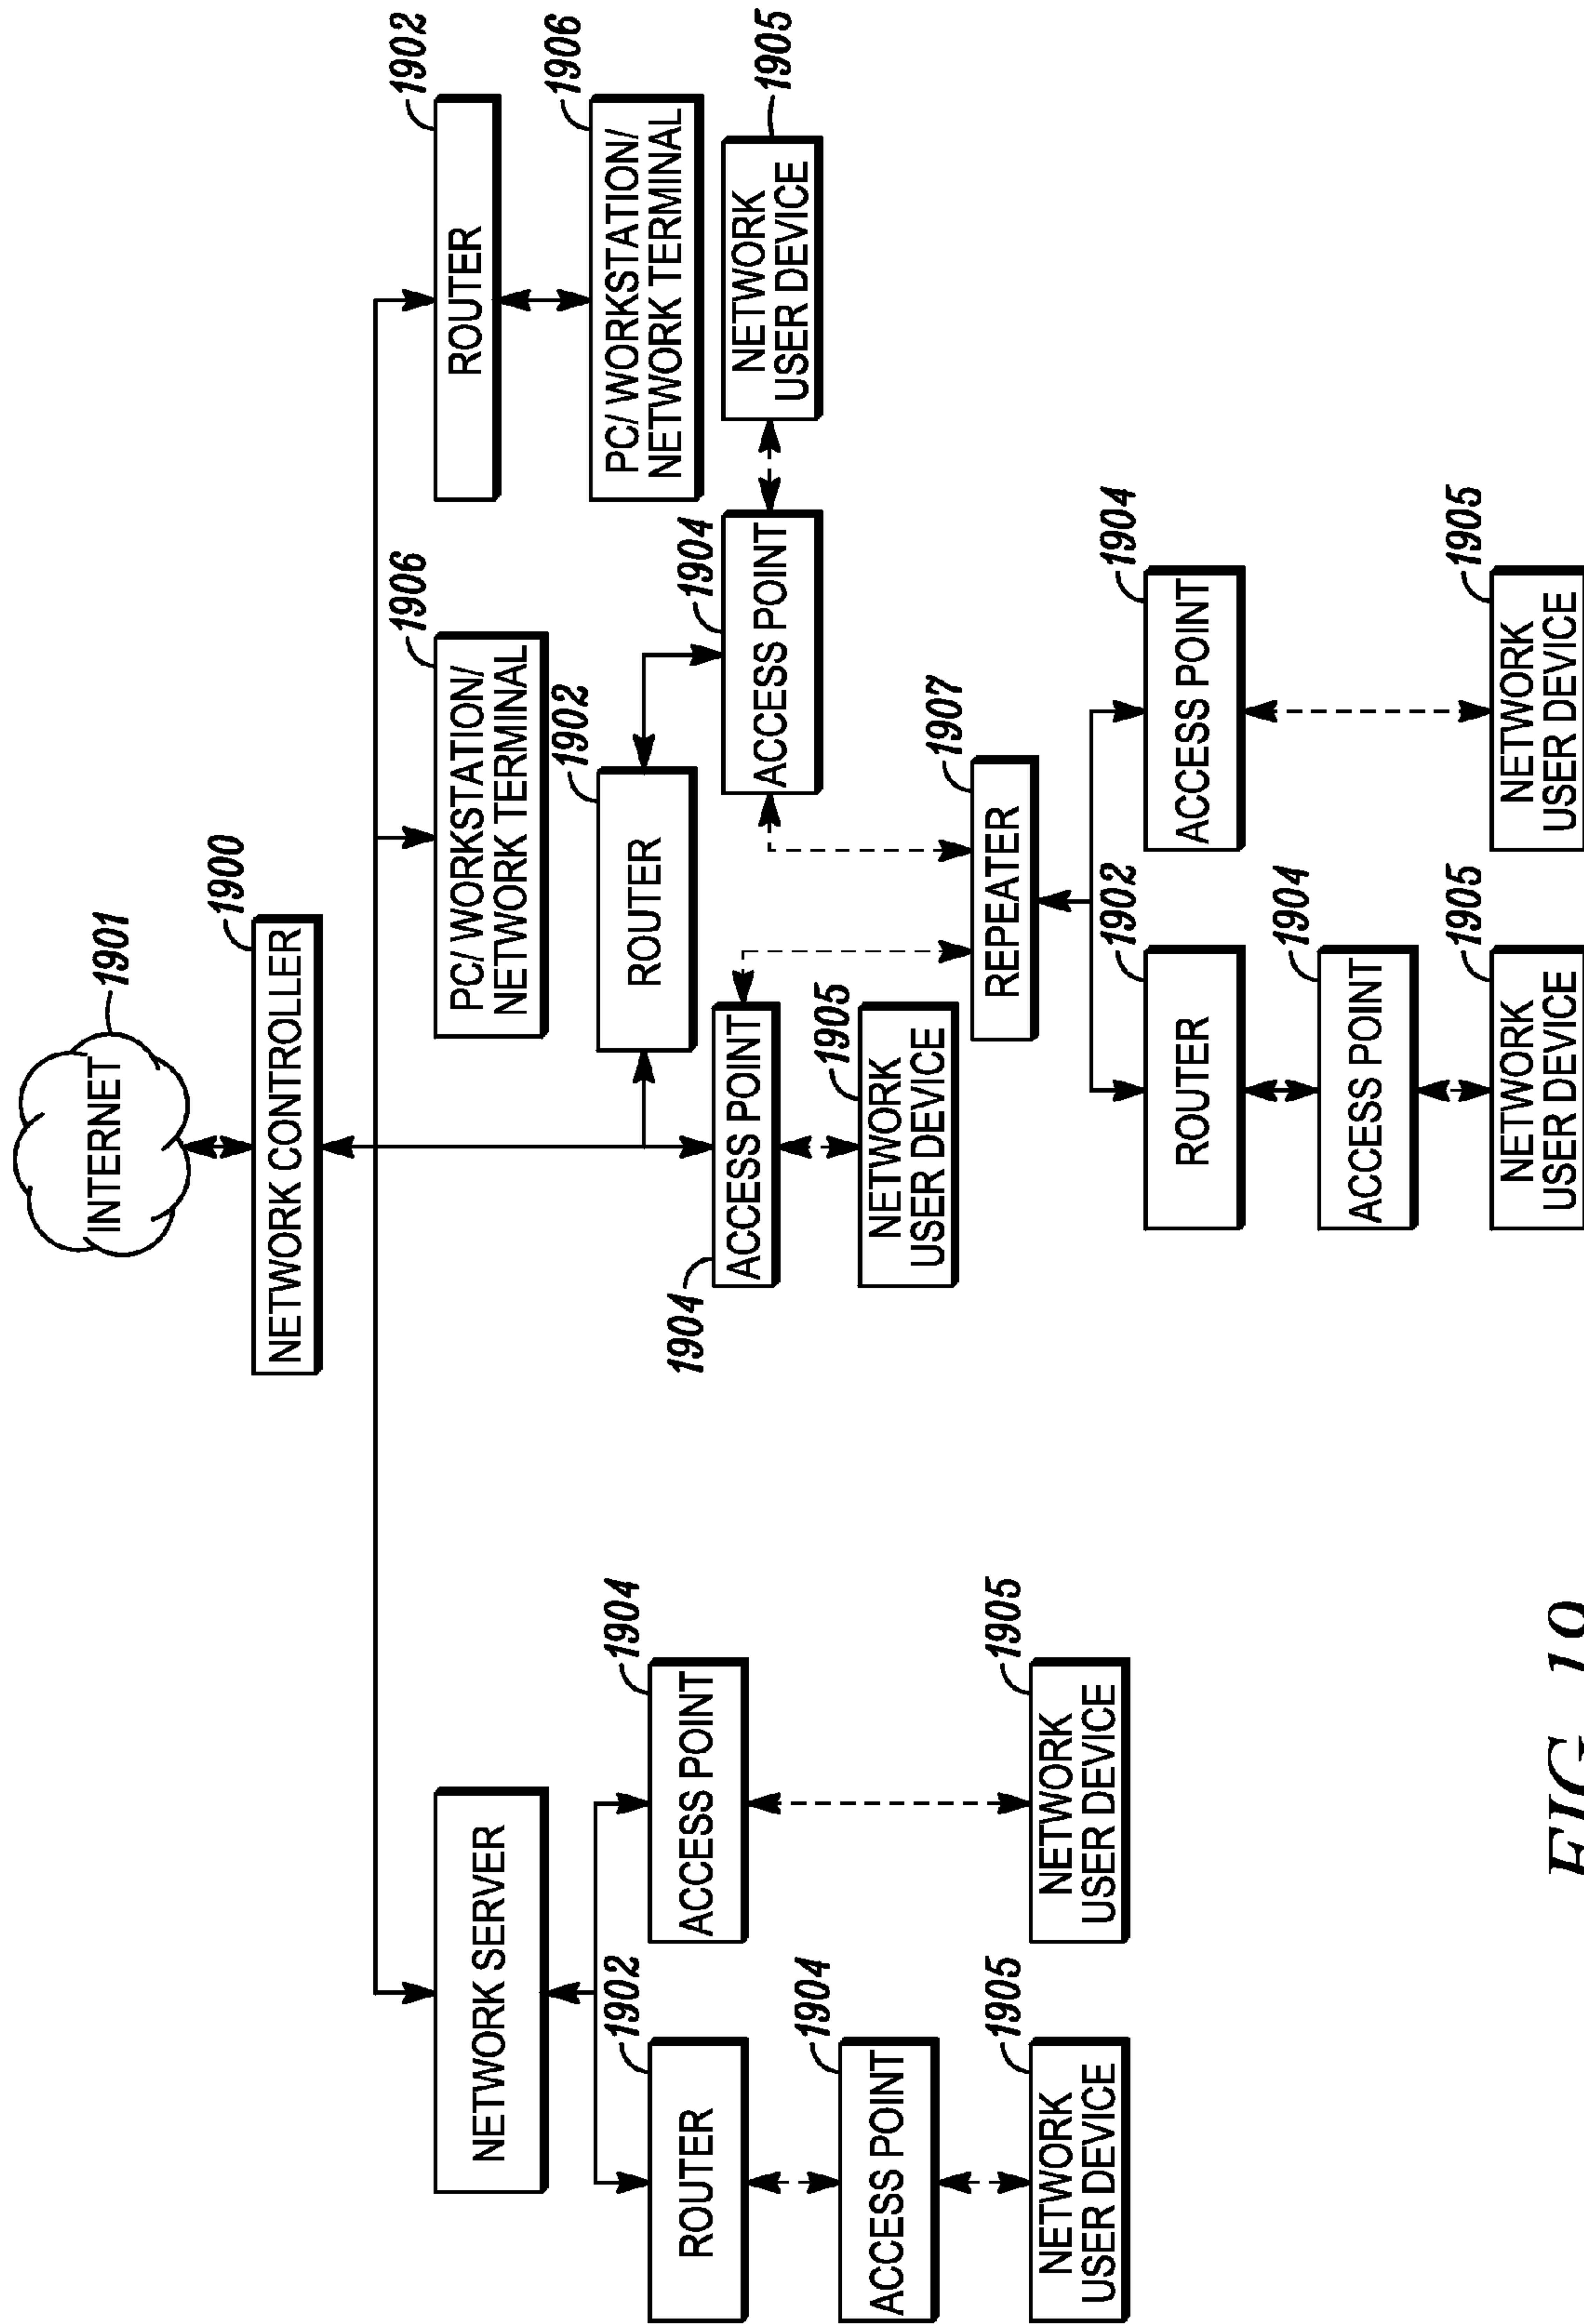 INTERNET
1901
1900
NETWORK CONTROLLER
NETWORK SERVER
1906
PC/ WORKSTATION/
NETWORK TERMINAL
1902
ROUTER
1902
ROUTER
1906
PC/ WORKSTATION/
NETWORK TERMINAL
1902
ROUTER
1904
ACCESS POINT
1904
ACCESS POINT
1904
ACCESS POINT
1905
NETWORK
USER DEVICE
1904
ACCESS POINT
1905
NETWORK
USER DEVICE
1907
REPEATER
1905
NETWORK
USER DEVICE
1905
NETWORK
USER DEVICE
1902
ROUTER
1904
ACCESS POINT
1904
ACCESS POINT
1905
NETWORK
USER DEVICE
1905
NETWORK
USER DEVICE
FIG. 19